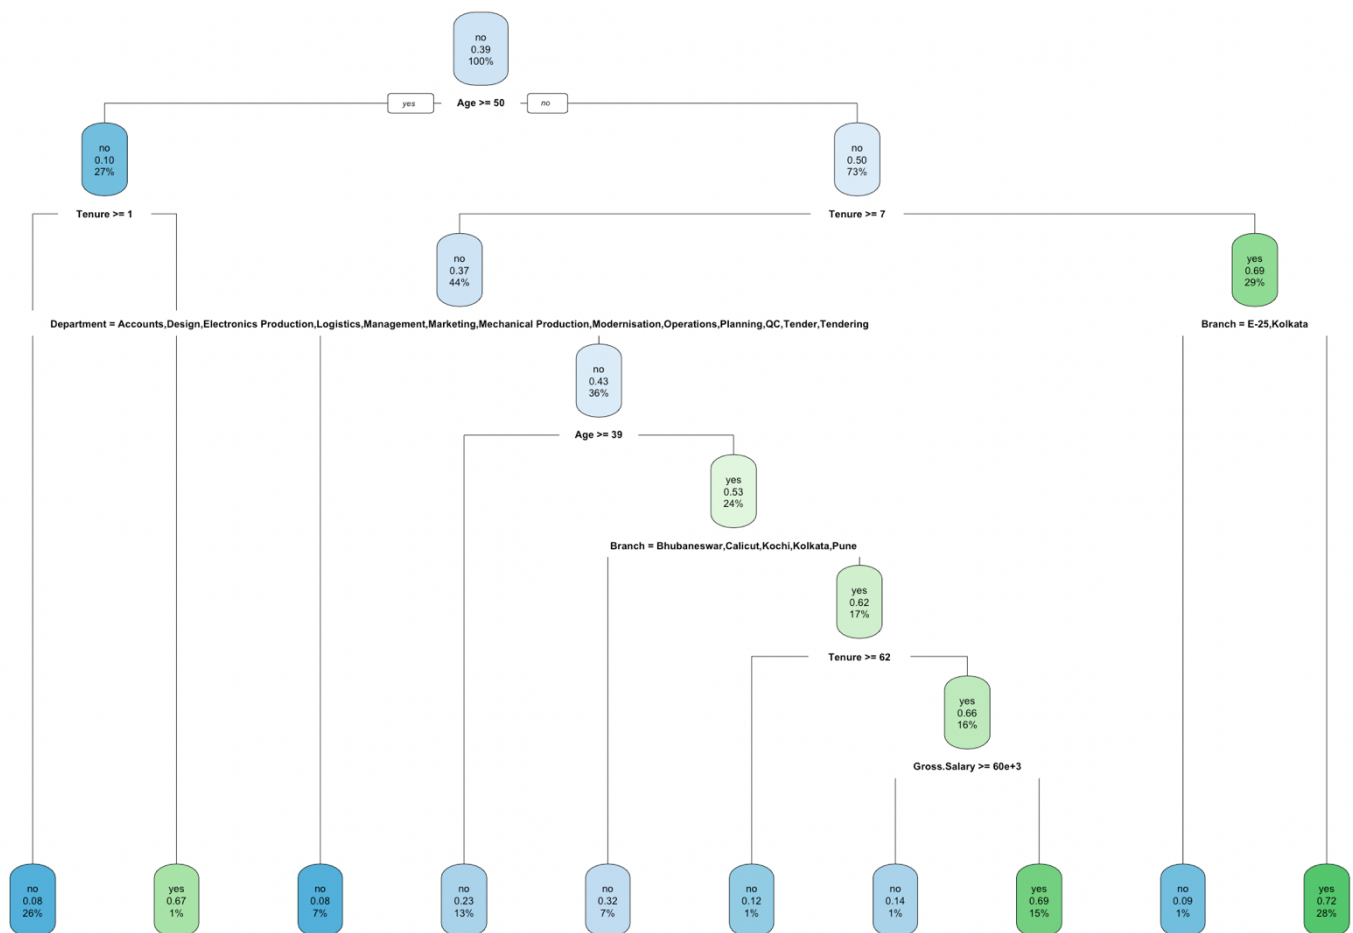 no
0.39
100%
yes
Age >= 50
no
no
0.10
27%
no
0.50
73%
Tenure >= 1
Tenure >= 7
no
0.37
44%
yes
0.69
29%
Department = Accounts,Design,Electronics Production,Logistics,Management,Marketing,Mechanical Production,Modernisation,Operations,Planning,QC,Tender,Tendering
Branch = E-25,Kolkata
no
0.43
36%
Age >= 39
yes
0.53
24%
Branch = Bhubaneswar,Calicut,Kochi,Kolkata,Pune
yes
0.62
17%
Tenure >= 62
yes
0.66
16%
Gross.Salary >= 60e+3
no
0.08
26%
yes
0.67
1%
no
0.08
7%
no
0.23
13%
no
0.32
7%
no
0.12
1%
no
0.14
1%
yes
0.69
15%
no
0.09
1%
yes
0.72
28%